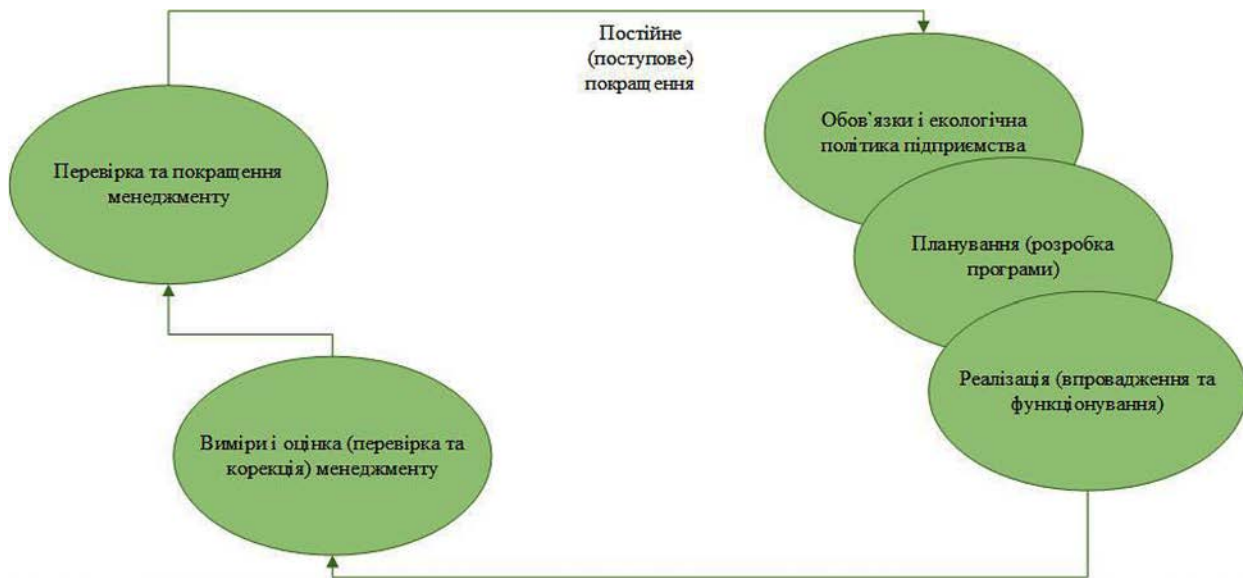 Постійне
(поступове)
покращення
Обов`язки і екологічна
політика підприємства
Перевірка та покращення
менеджменту
Планування (розробка
програми)
Реалізація (впровадження та
функціонування)
Виміри і оцінка (перевірка та
корекція) менеджменту